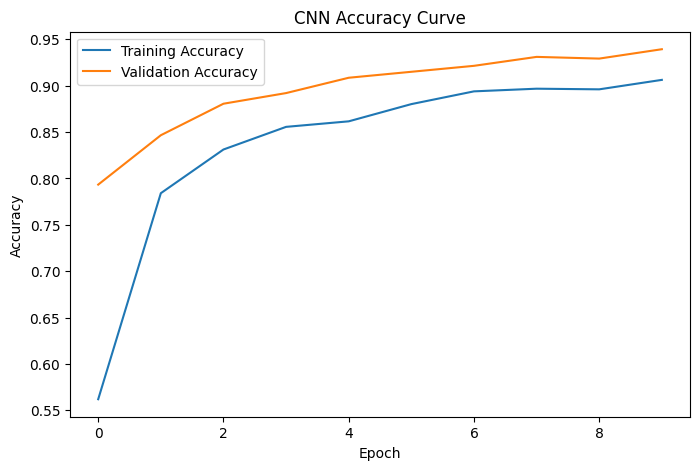 CNN Accuracy Curve
Training Accuracy
Validation Accuracy
Accuracy
0.95
0.90
0.85
0.80
0.75
0.70
0.65
0.60
0.55
0 2 4 6 8
Epoch